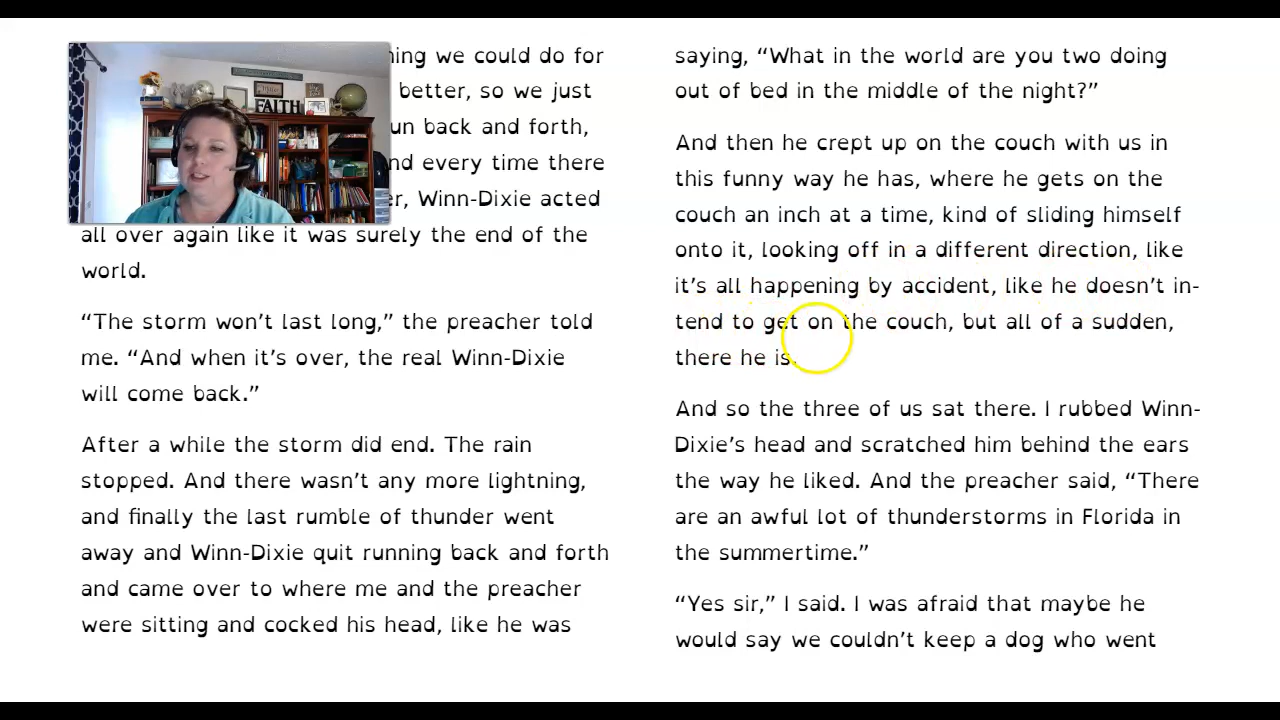 FAITH
ning we could do for
better, so we just
un back and forth,
nd every time there
er, Winn-Dixie acted
all over again like it was surely the end of the
world.
“The storm won’t last long,” the preacher told
me. “And when it’s over, the real Winn-Dixie
will come back.”
After a while the storm did end. The rain
stopped. And there wasn’t any more lightning,
and finally the last rumble of thunder went
away and Winn-Dixie quit running back and forth
and came over to where me and the preacher
were sitting and cocked his head, like he was
saying, “What in the world are you two doing
out of bed in the middle of the night?”
And then he crept up on the couch with us in
this funny way he has, where he gets on the
couch an inch at a time, kind of sliding himself
onto it, looking off in a different direction, like
it’s all happening by accident, like he doesn’t in-
tend to get on the couch, but all of a sudden,
there he is.
And so the three of us sat there. I rubbed Winn-
Dixie’s head and scratched him behind the ears
the way he liked. And the preacher said, “There
are an awful lot of thunderstorms in Florida in
the summertime.”
“Yes sir,” I said. I was afraid that maybe he
would say we couldn’t keep a dog who went